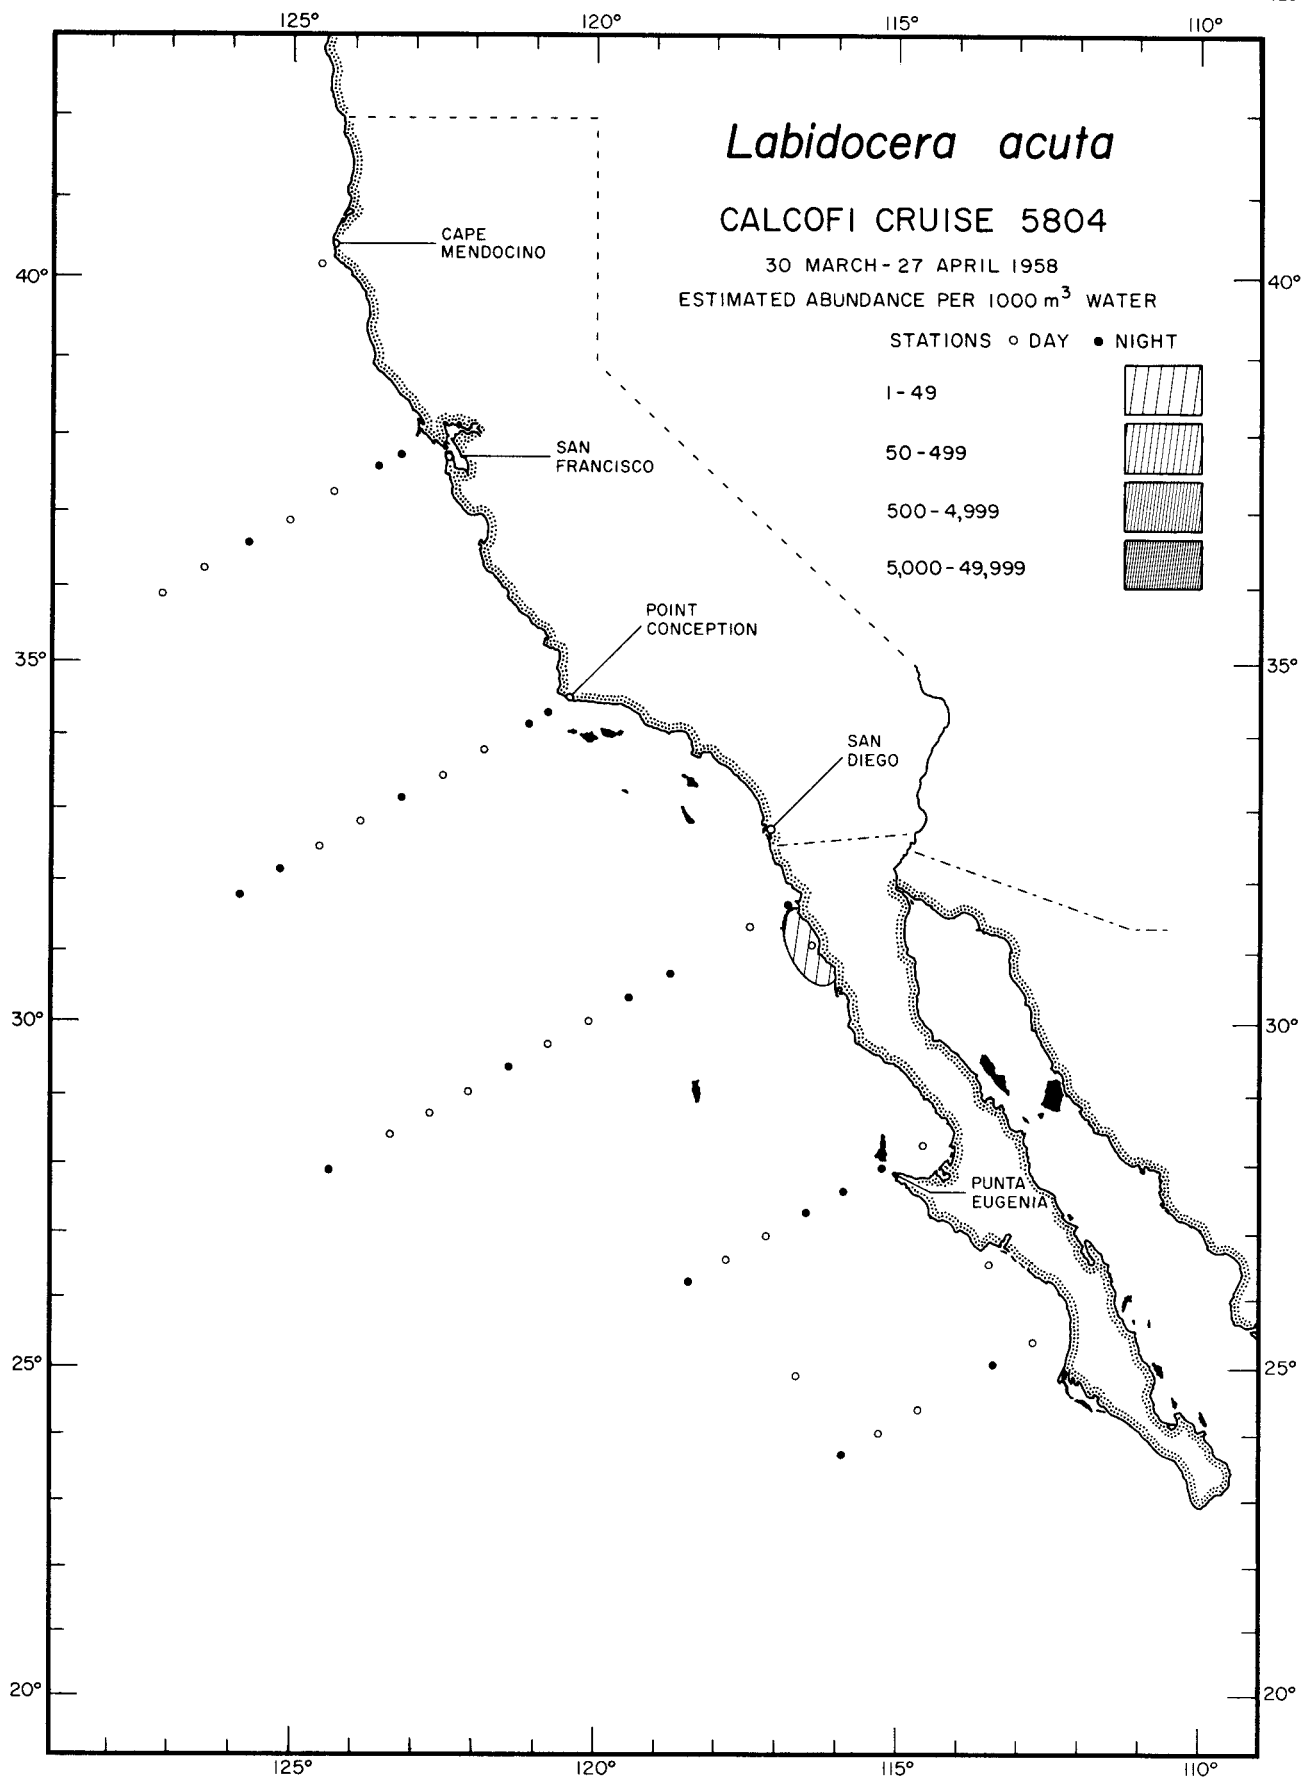 125° 120° 115° 110°
Labidocera acuta
CALCOFI CRUISE 5804
30 MARCH - 27 APRIL 1958
ESTIMATED ABUNDANCE PER 1000 m³ WATER
STATIONS ○ DAY ● NIGHT
1 - 49
50 - 499
500 - 4,999
5,000 - 49,999
CAPE
MENDOCINO
40° 40°
SAN
FRANCISCO
POINT
CONCEPTION
35° 35°
SAN
DIEGO
30° 30°
PUNTA
EUGENIA
25° 25°
20° 20°
125° 120° 115° 110°